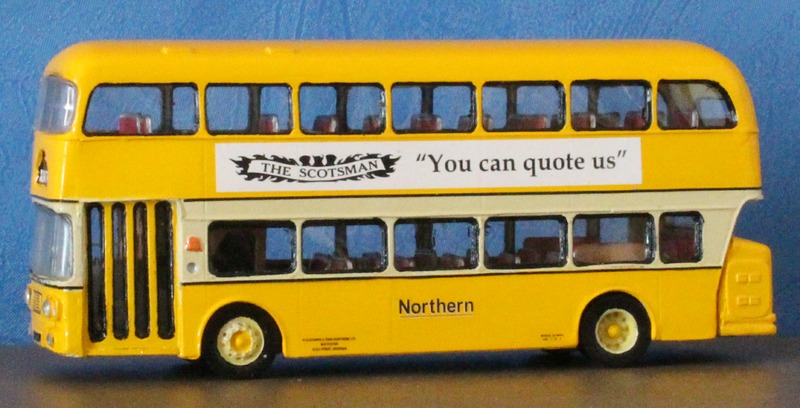 THE SCOTSMAN "You can quote us"
Northern